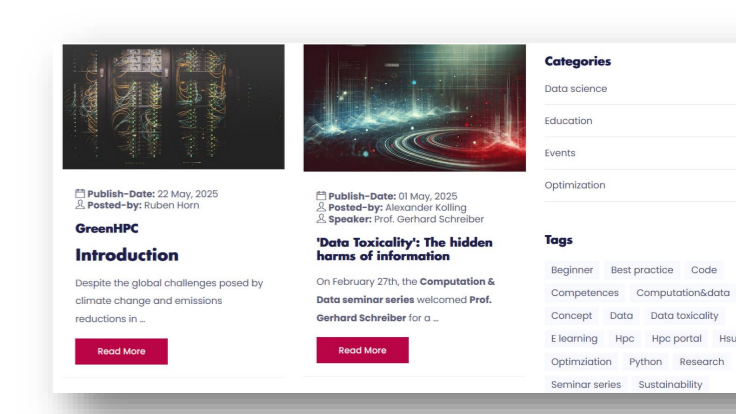 Publish-Date: 22 May, 2025
Posted-by: Ruben Horn
GreenHPC
Introduction
Despite the global challenges posed by
climate change and emissions
reductions in ...
Read More
Publish-Date: 01 May, 2025
Posted-by: Alexander Kolling
Speaker: Prof. Gerhard Schreiber
'Data Toxicality': The hidden
harms of information
On February 27th, the Computation &
Data seminar series welcomed Prof.
Gerhard Schreiber for a ...
Read More
Categories
Data science
Education
Events
Optimization
Tags
Beginner Best practice Code
Competences Computation&data
Concept Data Data toxicality
E learning Hpc Hpc portal Hsu
Optimziation Python Research
Seminar series Sustainability